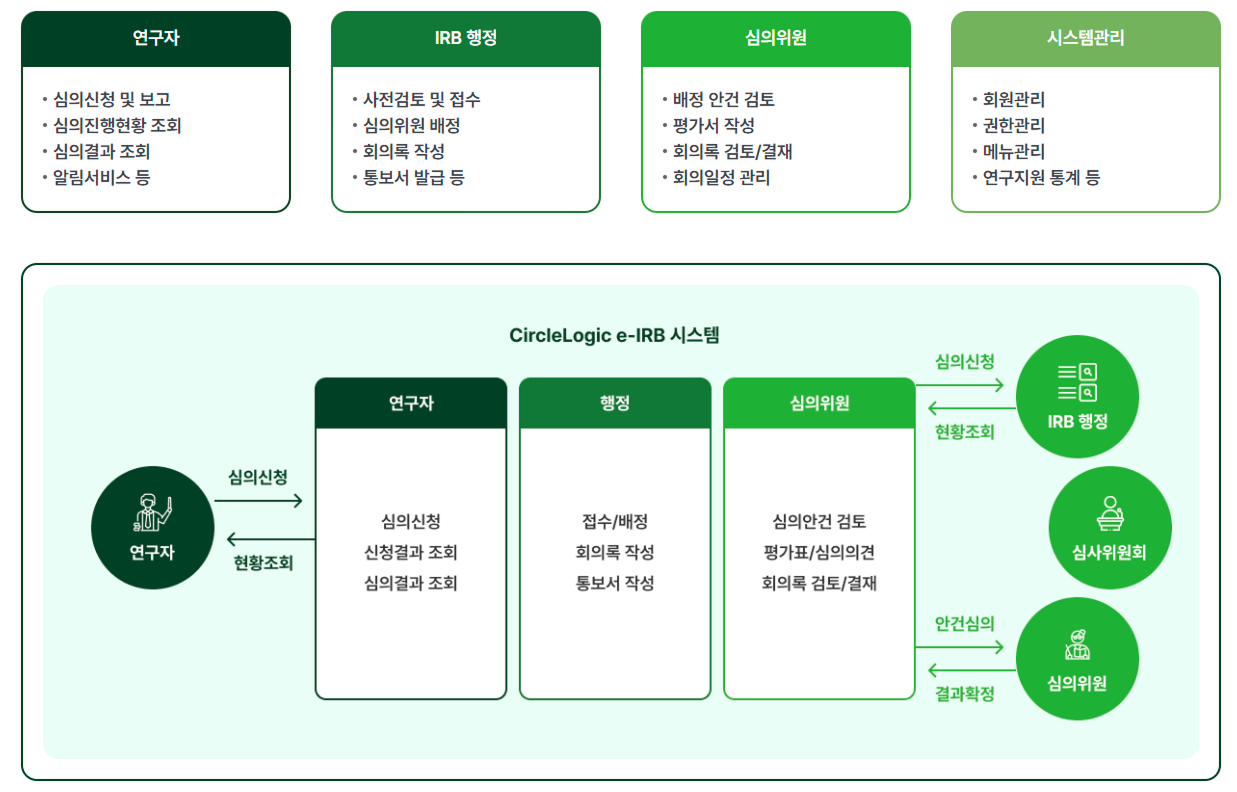 연구자
• 심의신청 및 보고
• 심의진행현황 조회
• 심의결과 조회
• 알림서비스 등
IRB 행정
• 사전검토 및 접수
• 심의위원 배정
• 회의록 작성
• 통보서 발급 등
심의위원
• 배정 안건 검토
• 평가서 작성
• 회의록 검토/결재
• 회의일정 관리
시스템관리
• 회원관리
• 권한관리
• 메뉴관리
• 연구지원 통계 등
CircleLogic e-IRB 시스템
연구자
심의신청
현황조회
연구자
심의신청
신청결과 조회
심의결과 조회
행정
접수/배정
회의록 작성
통보서 작성
심의위원
심의안건 검토
평가표/심의의견
회의록 검토/결재
심의신청
현황조회
IRB 행정
심사위원회
안건심의
결과확정
심의위원